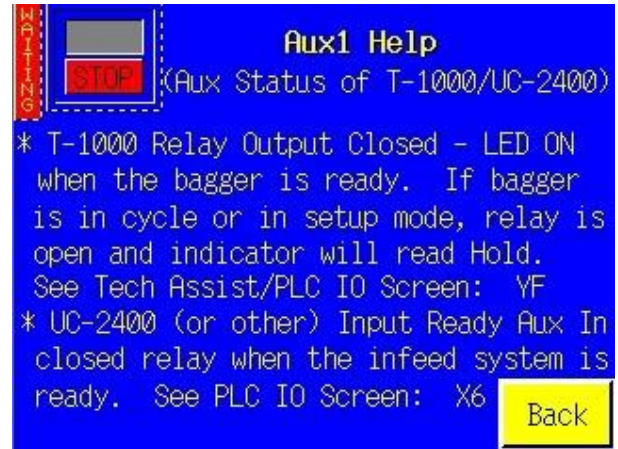 WAITING
STOP
Aux1 Help
(Aux Status of T-1000/UC-2400)
* T-1000 Relay Output Closed - LED ON
when the bagger is ready. If bagger
is in cycle or in setup mode, relay is
open and indicator will read Hold.
See Tech Assist/PLC IO Screen: YF
* UC-2400 (or other) Input Ready Aux In
closed relay when the infeed system is
ready. See PLC IO Screen: X6
Back